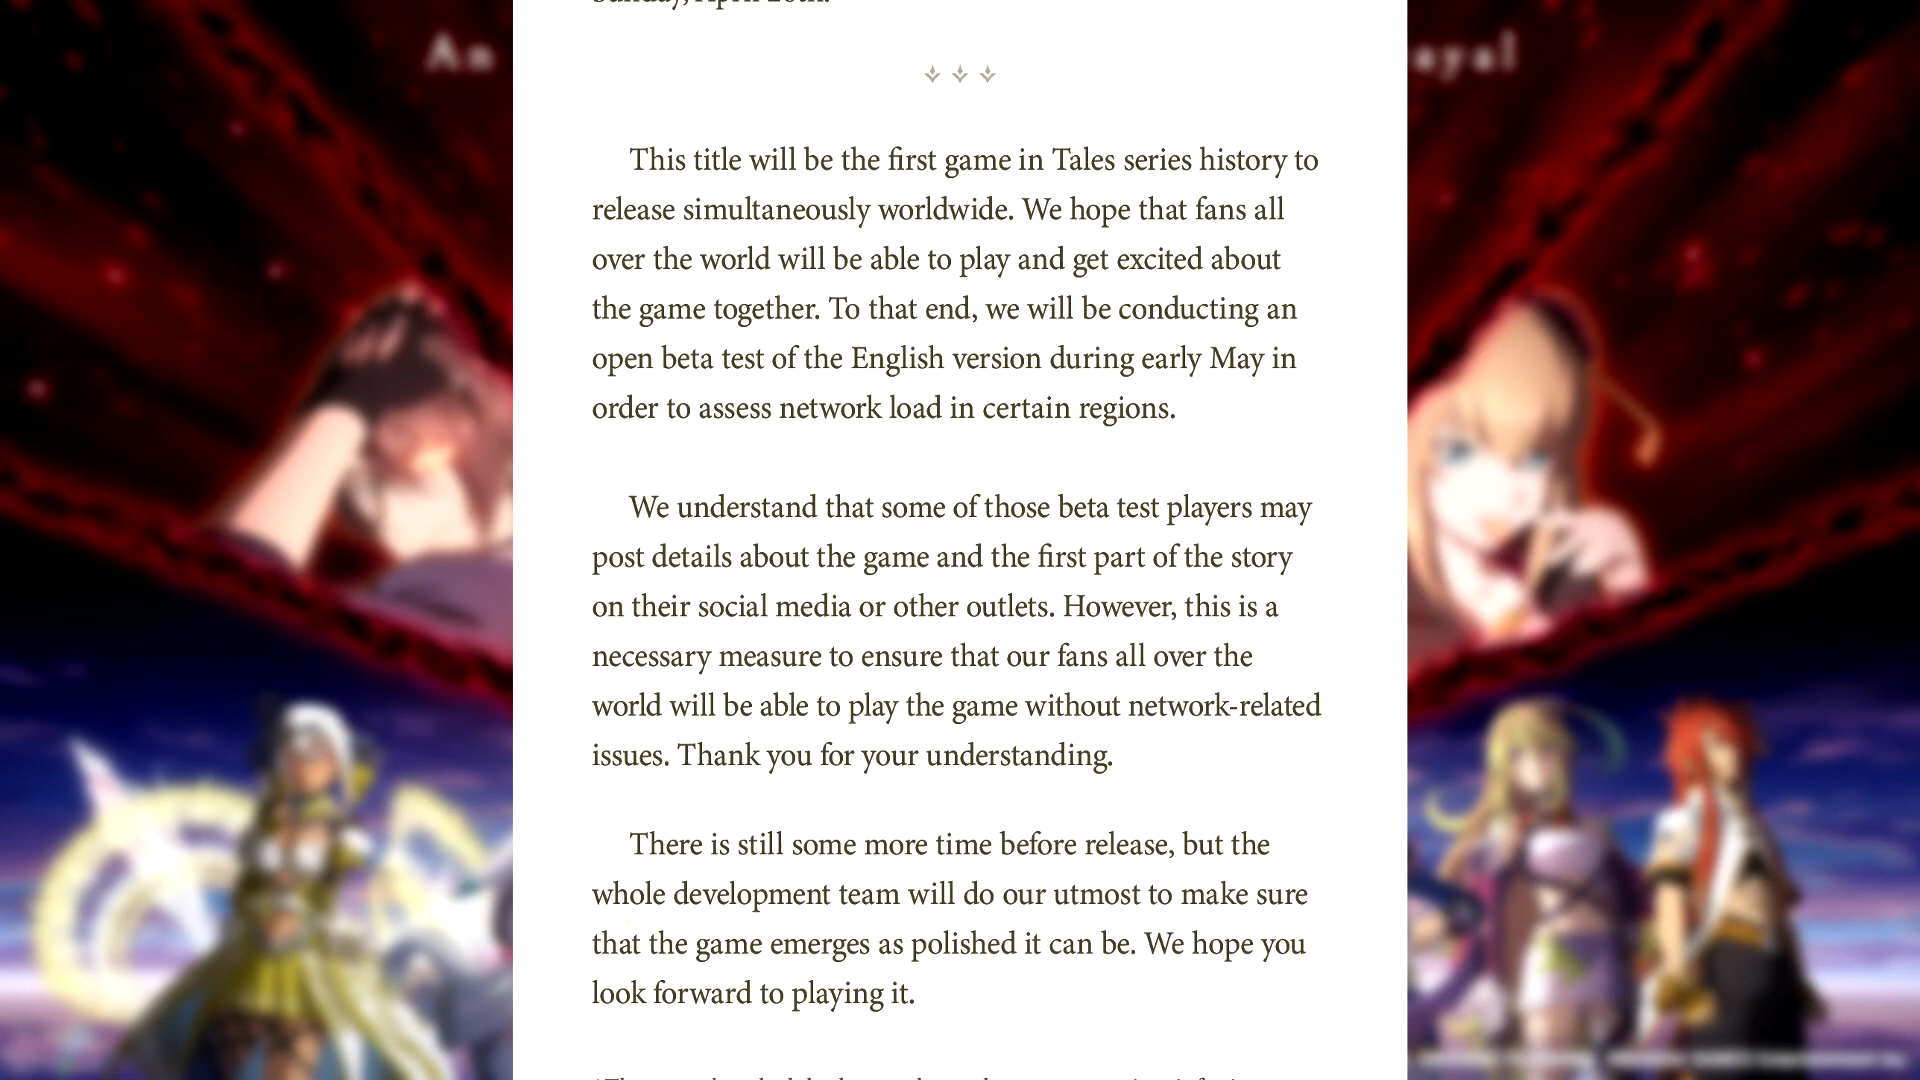 Sunday, April 26th.
An
ayal
This title will be the first game in Tales series history to
release simultaneously worldwide. We hope that fans all
over the world will be able to play and get excited about
the game together. To that end, we will be conducting an
open beta test of the English version during early May in
order to assess network load in certain regions.
We understand that some of those beta test players may
post details about the game and the first part of the story
on their social media or other outlets. However, this is a
necessary measure to ensure that our fans all over the
world will be able to play the game without network-related
issues. Thank you for your understanding.
There is still some more time before release, but the
whole development team will do our utmost to make sure
that the game emerges as polished it can be. We hope you
look forward to playing it.